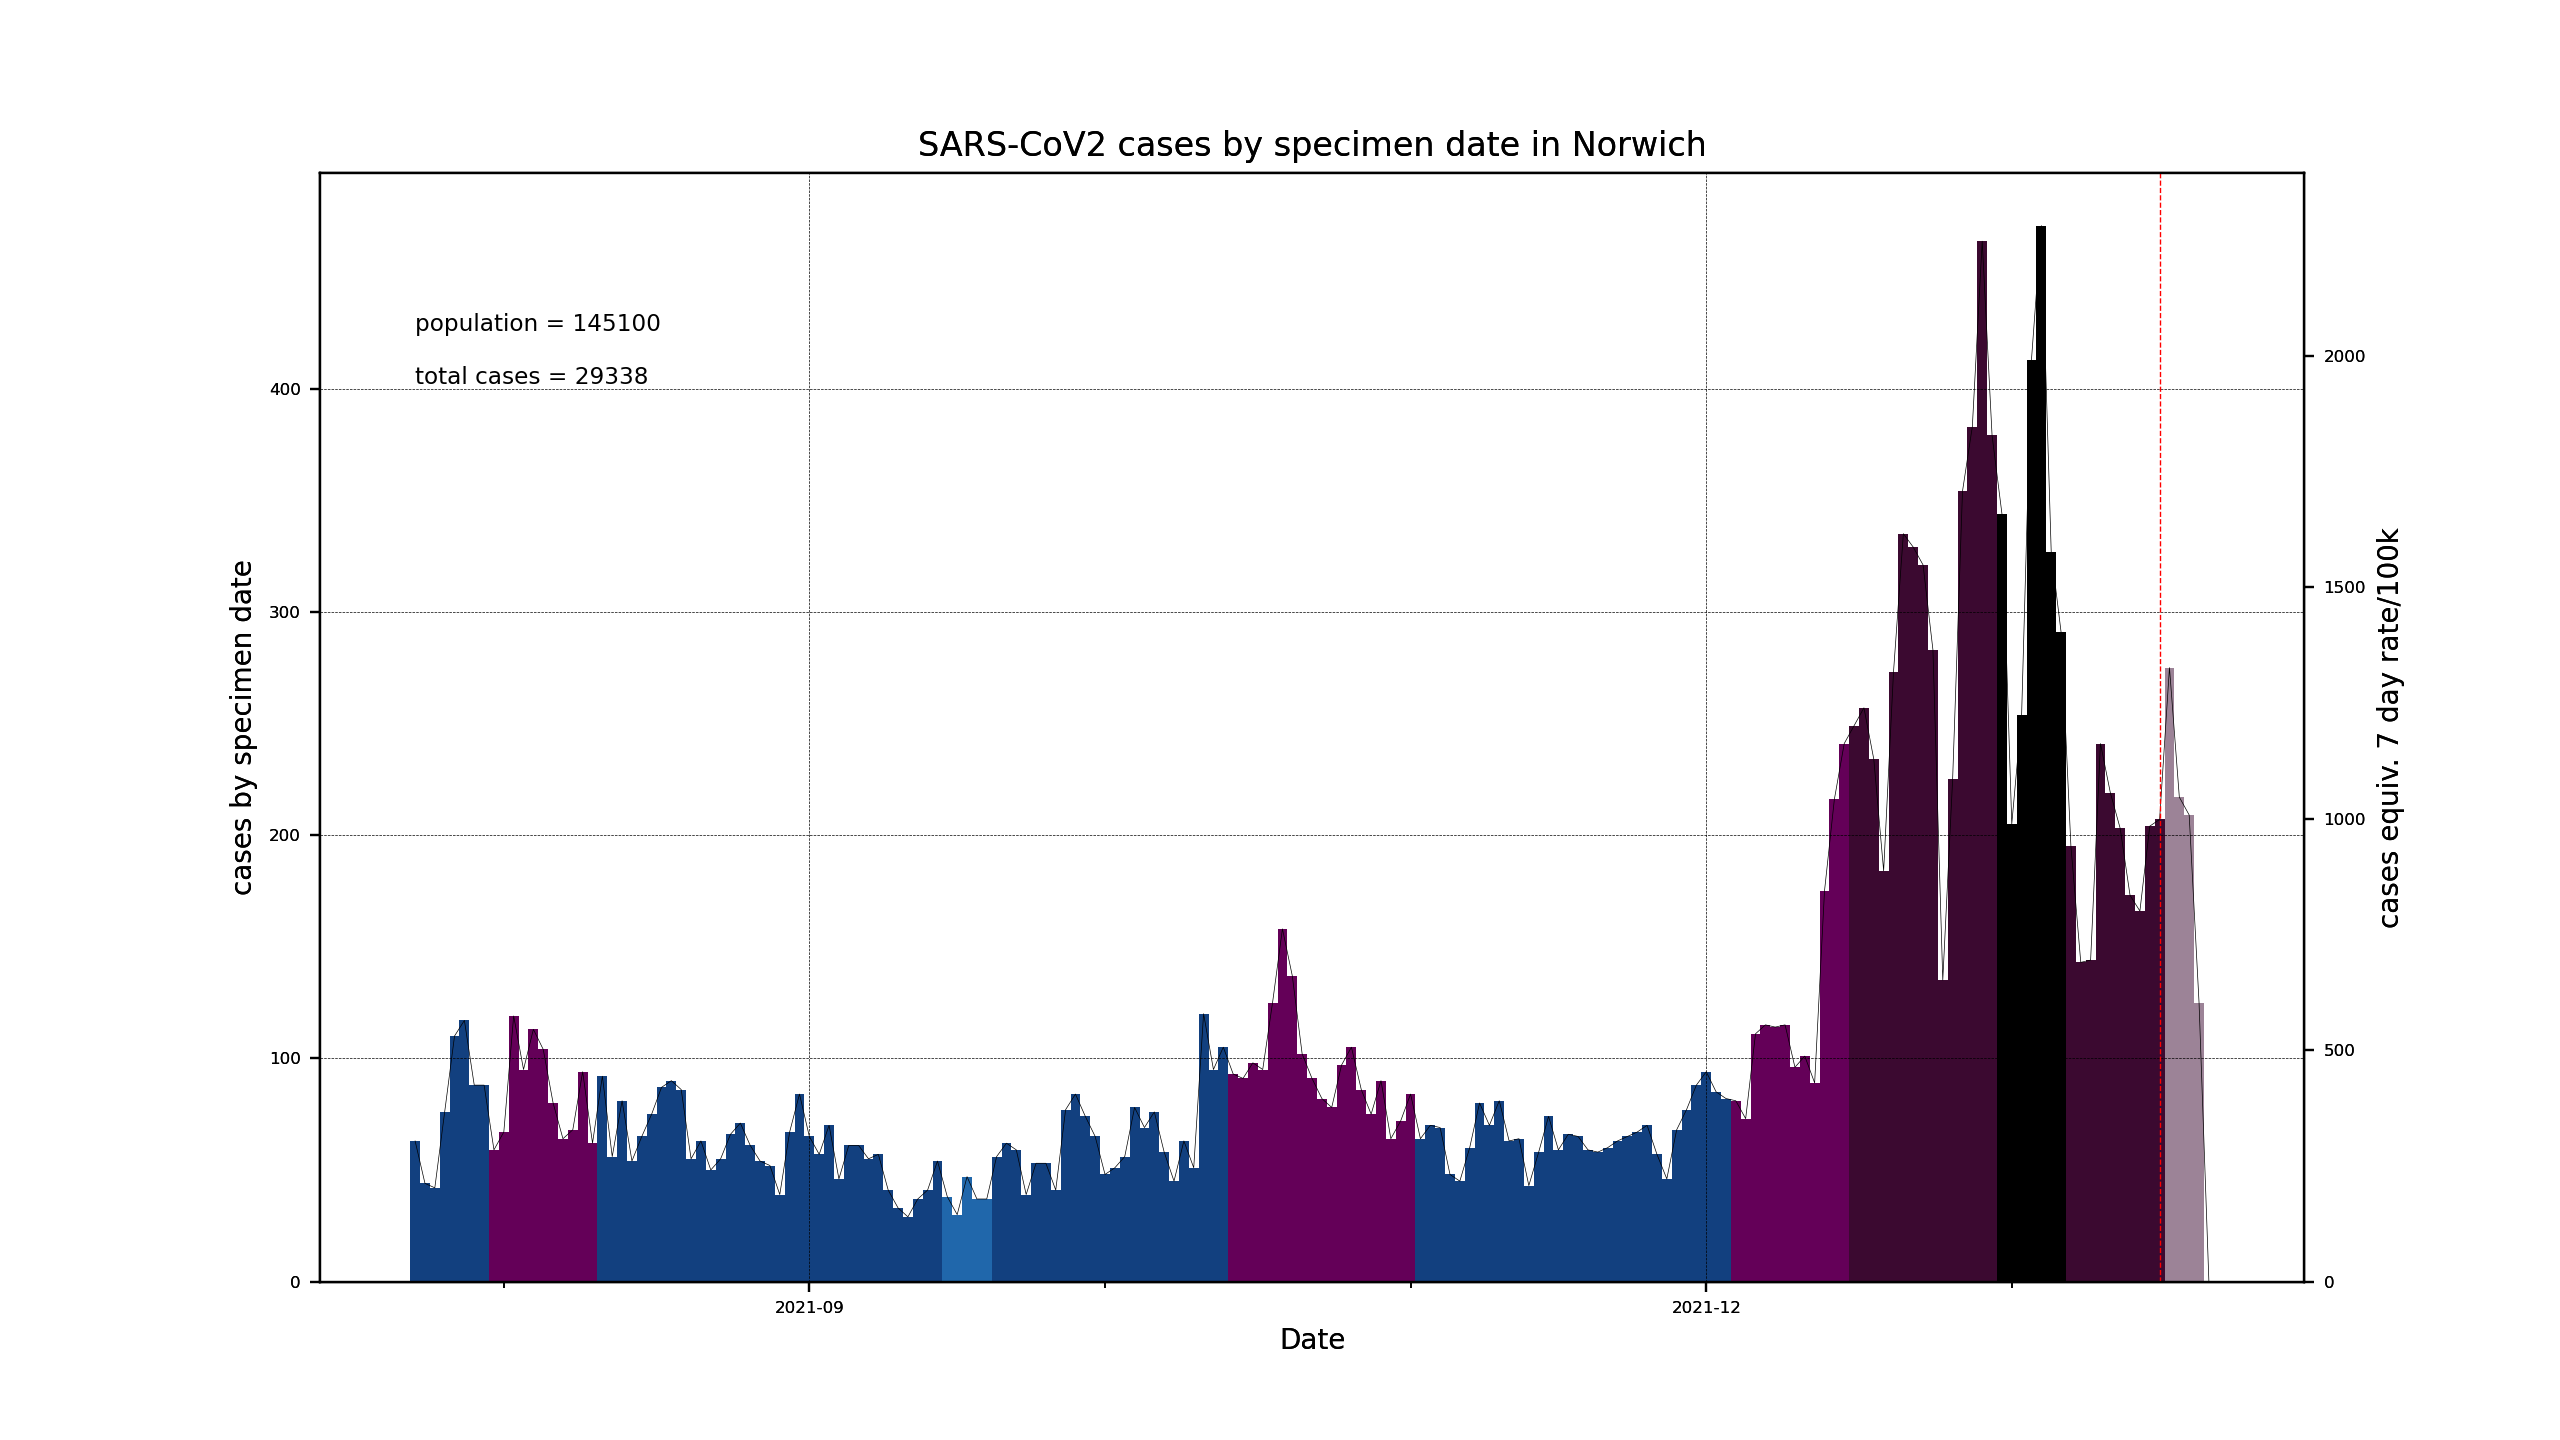 SARS-CoV2 cases by specimen date in Norwich
population = 145100
total cases = 29338
cases by specimen date
400
300
200
100
0
2000
1500
1000
500
0
cases equiv. 7 day rate/100k
2021-09
2021-12
Date